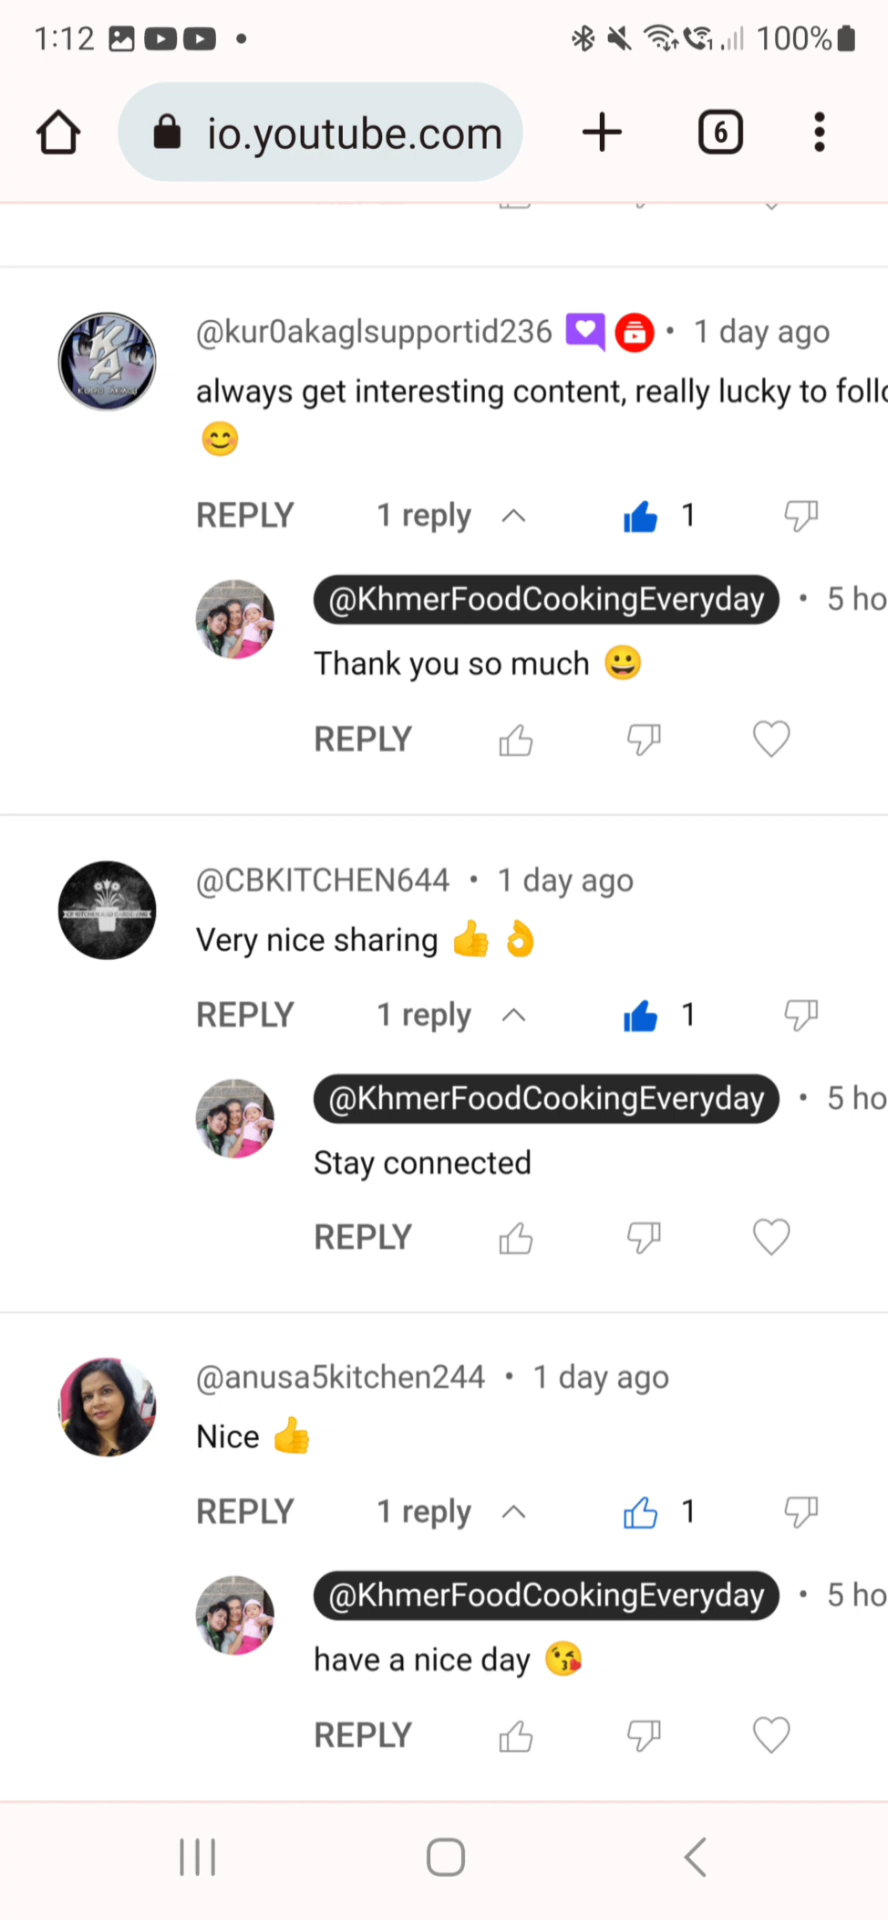 1:12 100%
io.youtube.com 6
@kur0akaglsupportid236 • 1 day ago
always get interesting content, really lucky to follo
😊
REPLY 1 reply 1
@KhmerFoodCookingEveryday • 5 ho
Thank you so much 😀
REPLY
@CBKITCHEN644 • 1 day ago
Very nice sharing 👍 👌
REPLY 1 reply 1
@KhmerFoodCookingEveryday • 5 ho
Stay connected
REPLY
@anusa5kitchen244 • 1 day ago
Nice 👍
REPLY 1 reply 1
@KhmerFoodCookingEveryday • 5 ho
have a nice day 😘
REPLY